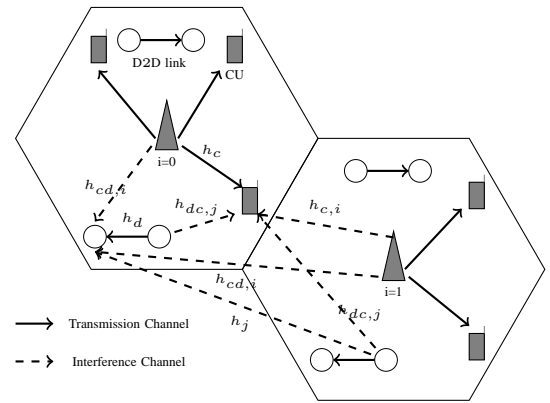 D2D link
CU
h_c
i=0
h_{cd,i}
h_{dc,j}
h_d
h_{c,i}
h_{cd,i}
i=1
h_{dc,j}
h_j
Transmission Channel
Interference Channel